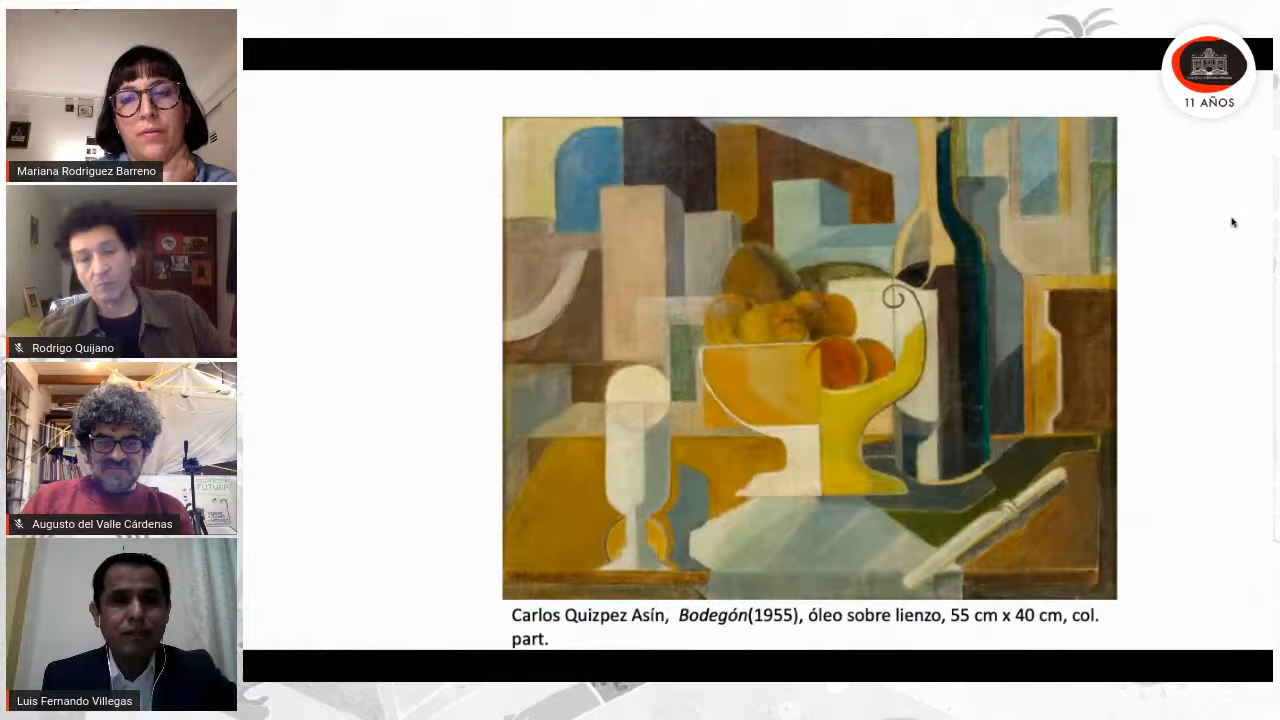 Mariana Rodríguez Barreno
Rodrigo Quijano
Augusto del Valle Cárdenas
Luis Fernando Villegas
11 AÑOS
Carlos Quizpez Asín, Bodegón(1955), óleo sobre lienzo, 55 cm x 40 cm, col.
part.